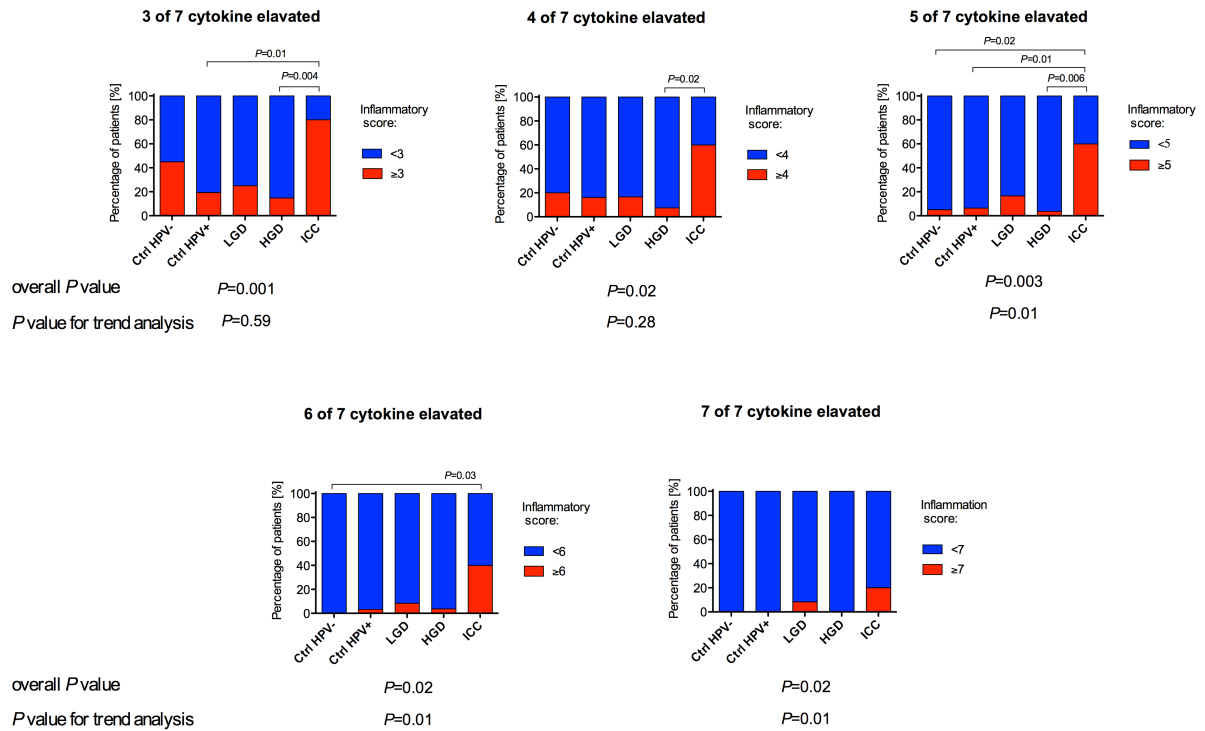 3 of 7 cytokine elavated
4 of 7 cytokine elavated
5 of 7 cytokine elavated
P=0.01
P=0.004
Percentage of patients [%]
100
80
60
40
20
0
Ctrl HPV-
Ctrl HPV+
LGD
HGD
ICC
Inflammatory
score:
<3
≥3
P=0.02
Percentage of patients [%]
100
80
60
40
20
0
Ctrl HPV-
Ctrl HPV+
LGD
HGD
ICC
Inflammatory
score:
<4
≥4
P=0.02
P=0.01
P=0.006
Percentage of patients [%]
100
80
60
40
20
0
Ctrl HPV-
Ctrl HPV+
LGD
HGD
ICC
Inflammatory
score:
<5
≥5
overall P value P=0.001 P=0.02 P=0.003
P value for trend analysis P=0.59 P=0.28 P=0.01
6 of 7 cytokine elavated
7 of 7 cytokine elavated
P=0.03
Percentage of patients [%]
100
80
60
40
20
0
Ctrl HPV-
Ctrl HPV+
LGD
HGD
ICC
Inflammatory
score:
<6
≥6
Percentage of patients [%]
100
80
60
40
20
0
Ctrl HPV-
Ctrl HPV+
LGD
HGD
ICC
Inflammation
score:
<7
≥7
overall P value P=0.02 P=0.02
P value for trend analysis P=0.01 P=0.01